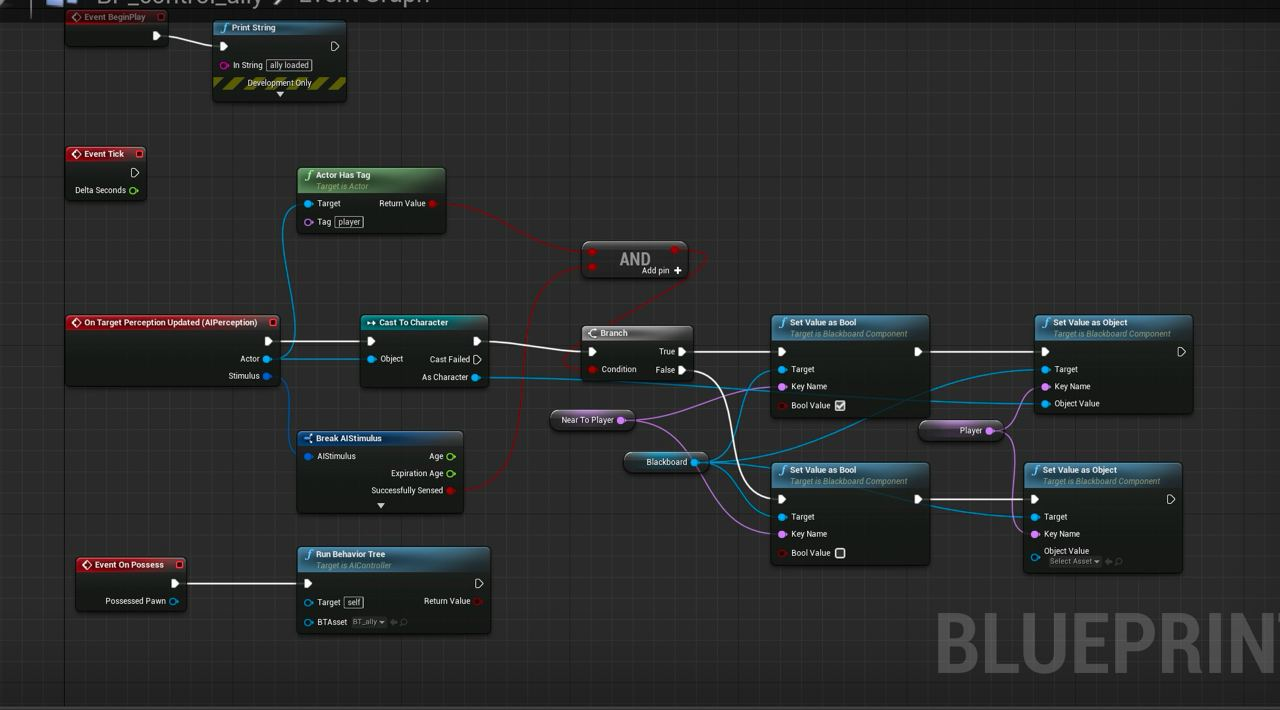 BP_control_ally > Event Graph
Event BeginPlay
Print String
In String ally loaded
Development Only
Event Tick
Delta Seconds
Actor Has Tag
Target is Actor
Target Return Value
Tag player
AND
Add pin
On Target Perception Updated (AIPerception)
Actor
Stimulus
Cast To Character
Object Cast Failed
As Character
Branch
True
Condition False
Set Value as Bool
Target is Blackboard Component
Target
Key Name
Bool Value
Set Value as Object
Target is Blackboard Component
Target
Key Name
Object Value
Near To Player
Player
Blackboard
Break AIStimulus
AIStimulus Age
Expiration Age
Successfully Sensed
Set Value as Bool
Target is Blackboard Component
Target
Key Name
Bool Value
Set Value as Object
Target is Blackboard Component
Target
Key Name
Object Value
Select Asset
Event On Possess
Possessed Pawn
Run Behavior Tree
Target is AIController
Target self Return Value
BTAsset BT_ally
BLUEPRIN